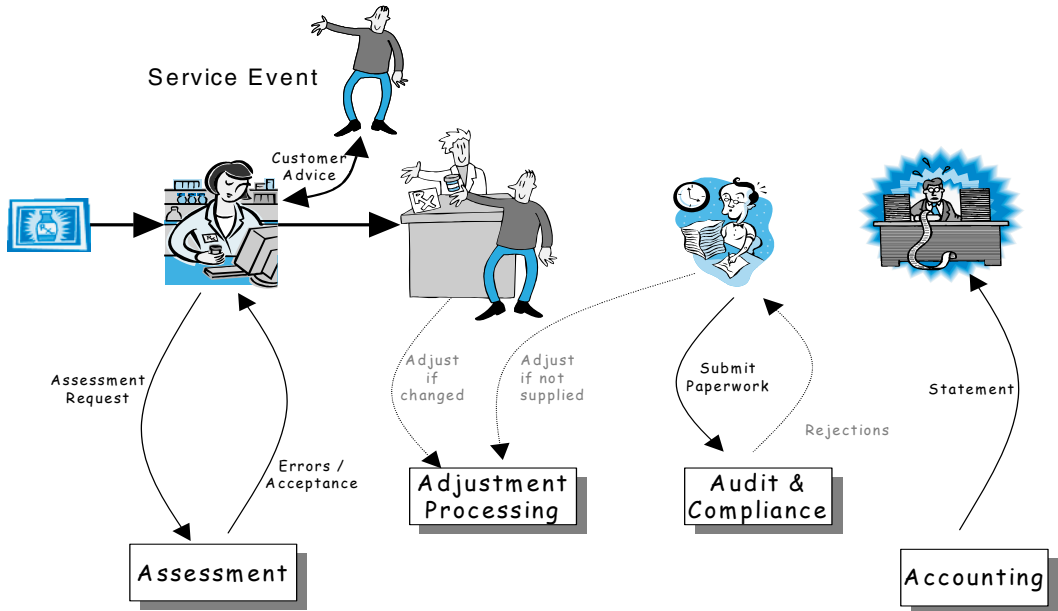 Service Event
Customer
Advice
Rx
Assessment
Request
Errors /
Acceptance
Adjust
if
changed
Adjust
if not
supplied
Submit
Paperwork
Rejections
Statement
Adjustment
Processing
Audit &
Compliance
Assessment
Accounting